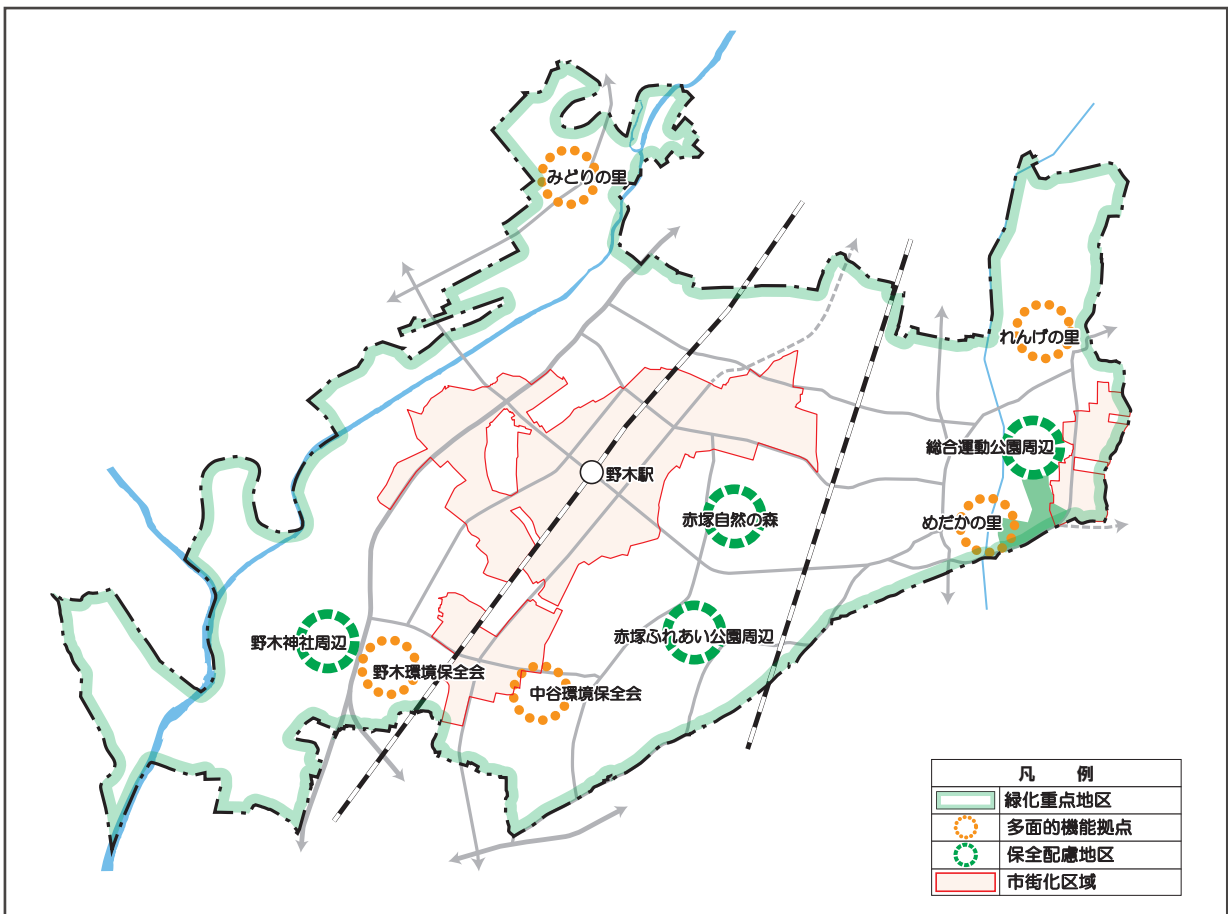 みどりの里
れんげの里
総合運動公園周辺
野木駅
めだかの里
赤塚自然の森
赤塚ふれあい公園周辺
野木神社周辺
野木環境保全会
中谷環境保全会
凡 例
緑化重点地区
多面的機能拠点
保全配慮地区
市街化区域